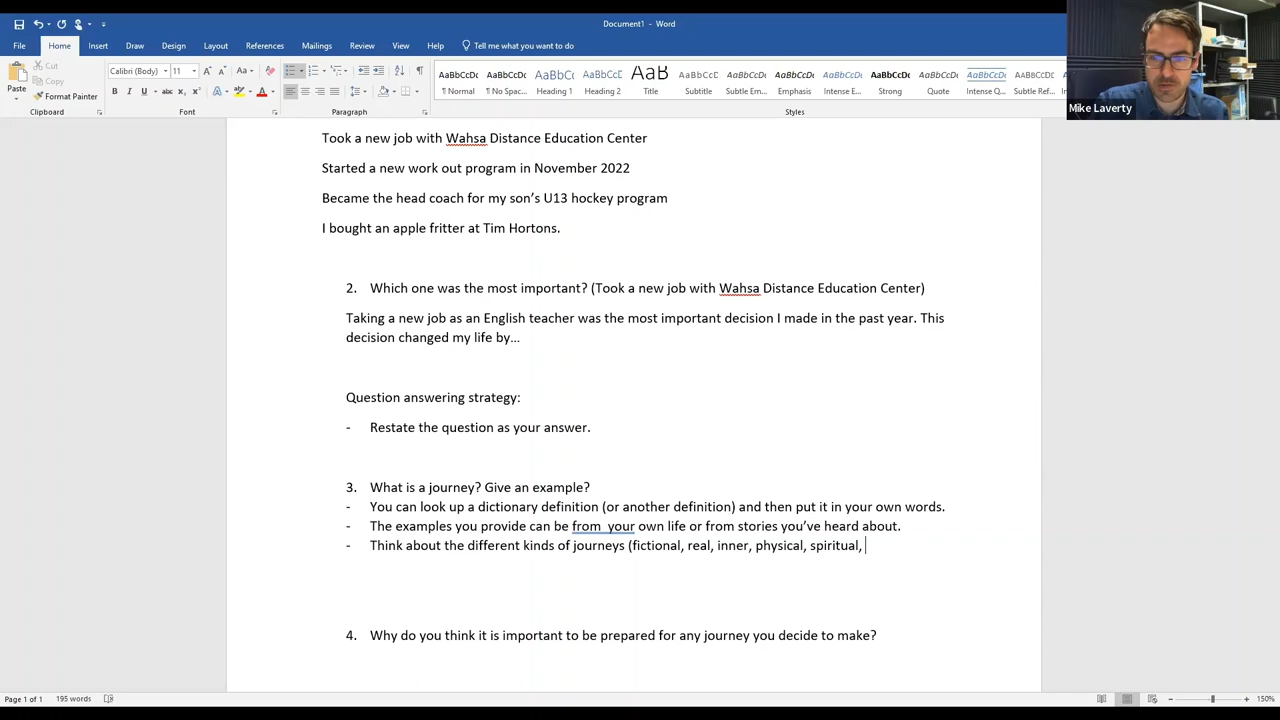 Document1 - Word
Mike Laverty
File Home Insert Draw Design Layout References Mailings Review View Help Tell me what you want to do
Paste
Cut
Copy
Format Painter
Calibri (Body) 11
AaBbCcDc AaBbCcDc AaBbC AaBbCcC AaB AaBbCcC AaBbCcDc AaBbCcDc AaBbCcDc AaBbCcDc AaBbCcDc AaBbCcDc AaBbCcDc
¶ Normal ¶ No Spac... Heading 1 Heading 2 Title Subtitle Subtle Em... Emphasis Intense E... Strong Quote Intense Q... Subtle Ref...
Clipboard Font Paragraph Styles
Took a new job with Wahsa Distance Education Center
Started a new work out program in November 2022
Became the head coach for my son's U13 hockey program
I bought an apple fritter at Tim Hortons.
2. Which one was the most important? (Took a new job with Wahsa Distance Education Center)
Taking a new job as an English teacher was the most important decision I made in the past year. This
decision changed my life by...
Question answering strategy:
- Restate the question as your answer.
3. What is a journey? Give an example?
- You can look up a dictionary definition (or another definition) and then put it in your own words.
- The examples you provide can be from  your own life or from stories you've heard about.
- Think about the different kinds of journeys (fictional, real, inner, physical, spiritual,
4. Why do you think it is important to be prepared for any journey you decide to make?
Page 1 of 1 195 words 150%